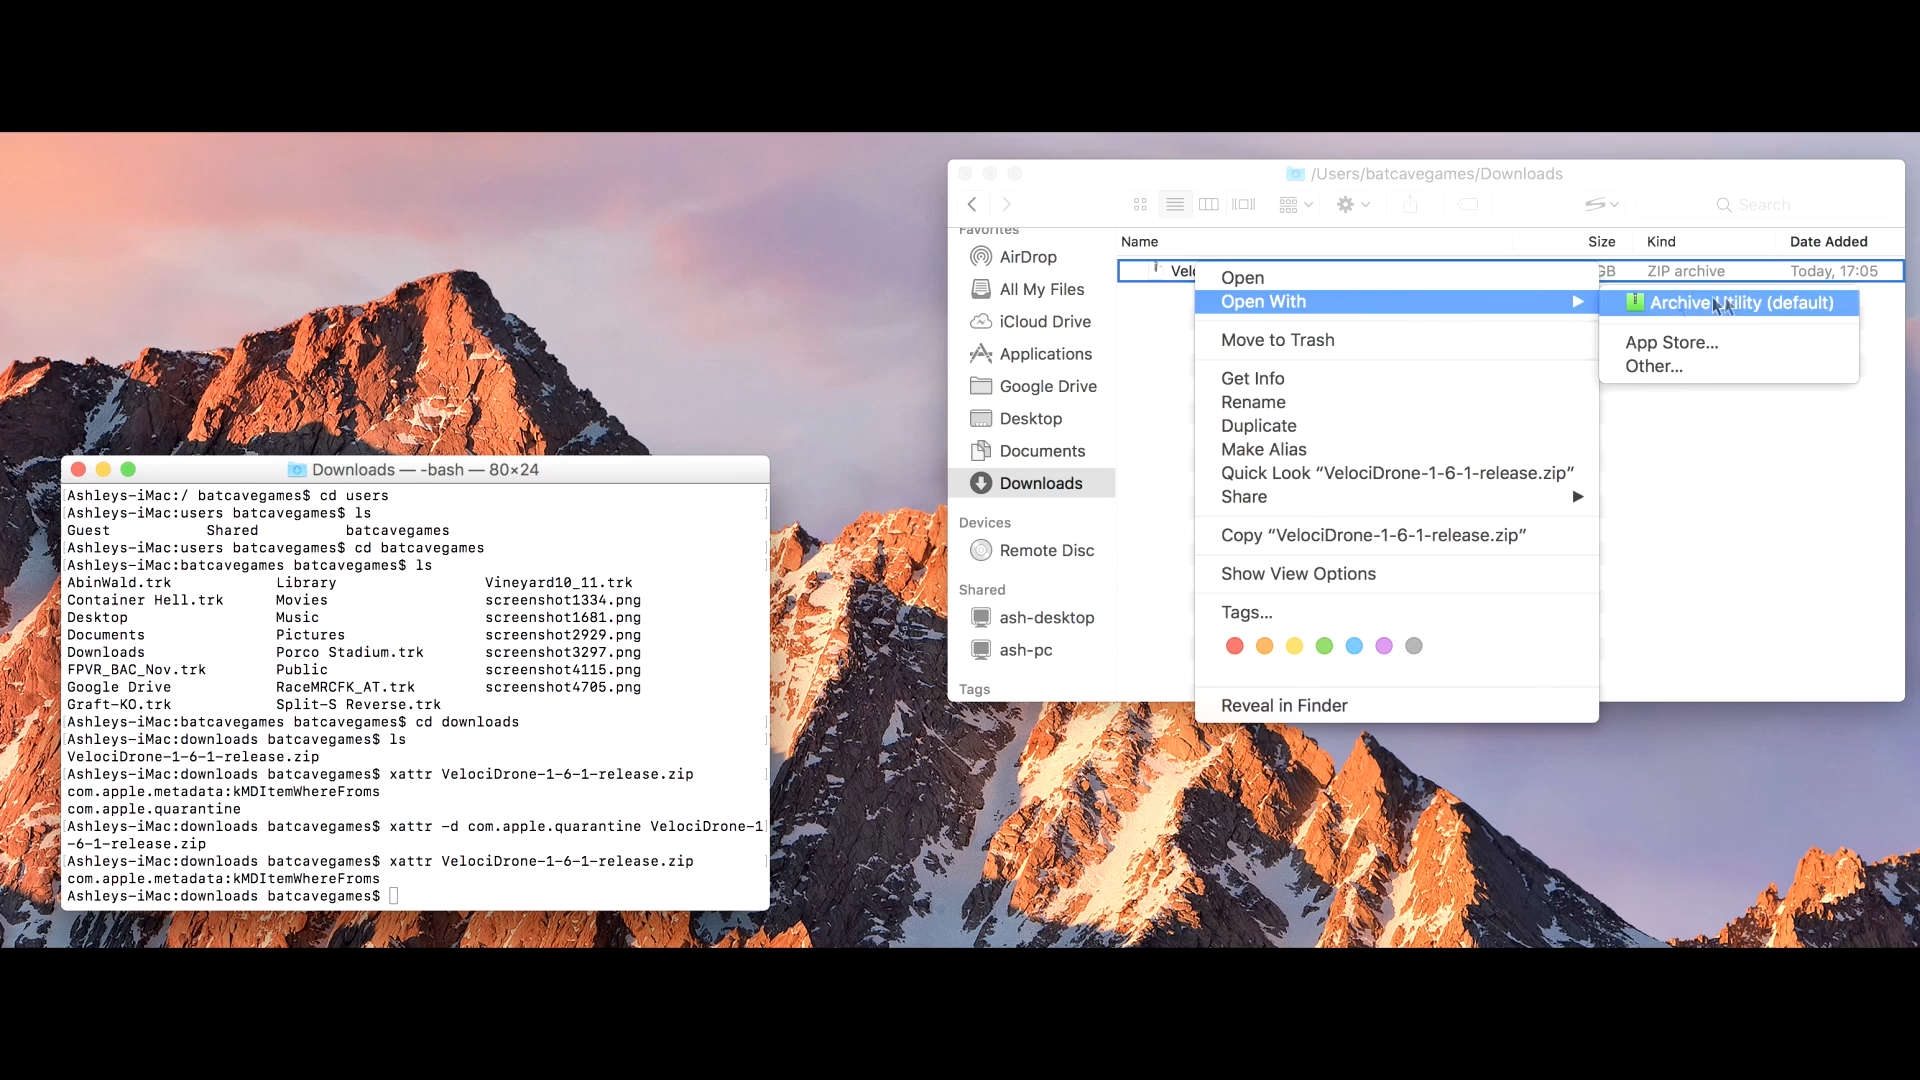 Downloads — -bash — 80×24
Ashleys-iMac:/ batcavegames$ cd users
Ashleys-iMac:users batcavegames$ ls
Guest Shared batcavegames
Ashleys-iMac:users batcavegames$ cd batcavegames
Ashleys-iMac:batcavegames batcavegames$ ls
AbinWald.trk Library Vineyard10_11.trk
Container Hell.trk Movies screenshot1334.png
Desktop Music screenshot1681.png
Documents Pictures screenshot2929.png
Downloads Porco Stadium.trk screenshot3297.png
FPVR_BAC_Nov.trk Public screenshot4115.png
Google Drive RaceMRCFK_AT.trk screenshot4705.png
Graft-KO.trk Split-S Reverse.trk
Ashleys-iMac:batcavegames batcavegames$ cd downloads
Ashleys-iMac:downloads batcavegames$ ls
VelociDrone-1-6-1-release.zip
Ashleys-iMac:downloads batcavegames$ xattr VelociDrone-1-6-1-release.zip
com.apple.metadata:kMDItemWhereFroms
com.apple.quarantine
Ashleys-iMac:downloads batcavegames$ xattr -d com.apple.quarantine VelociDrone-1
-6-1-release.zip
Ashleys-iMac:downloads batcavegames$ xattr VelociDrone-1-6-1-release.zip
com.apple.metadata:kMDItemWhereFroms
Ashleys-iMac:downloads batcavegames$
/Users/batcavegames/Downloads
Search
Favorites
AirDrop
All My Files
iCloud Drive
Applications
Google Drive
Desktop
Documents
Downloads
Devices
Remote Disc
Shared
ash-desktop
ash-pc
Tags
Name Size Kind Date Added
Velo GB ZIP archive Today, 17:05
Open
Open With
Move to Trash
Get Info
Rename
Duplicate
Make Alias
Quick Look “VelociDrone-1-6-1-release.zip”
Share
Copy “VelociDrone-1-6-1-release.zip”
Show View Options
Tags...
Reveal in Finder
Archive Utility (default)
App Store...
Other...